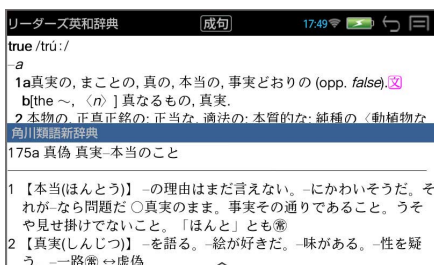 リーダーズ英和辞典 成句 17:49
true /trúː/
–a
1a真実の, まことの, 真の, 本当の, 事実どおりの (opp. false).文
b[the ～, 〈n〉] 真なるもの, 真実.
2 本物の, 正真正銘の; 正当な, 適法の; 本質的な; 純種の〈動植物な
角川類語新辞典
175a 真偽 真実–本当のこと
1 【本当(ほんとう)】 –の理由はまだ言えない。–にかわいそうだ。そ
れが–なら問題だ ○真実のまま。事実その通りであること。うそ
や見せ掛けでないこと。「ほんと」とも㊪
2 【真実(しんじつ)】 –を語る。–絵が好きだ。–味がある。–性を疑
う。–一路 ↔虚偽